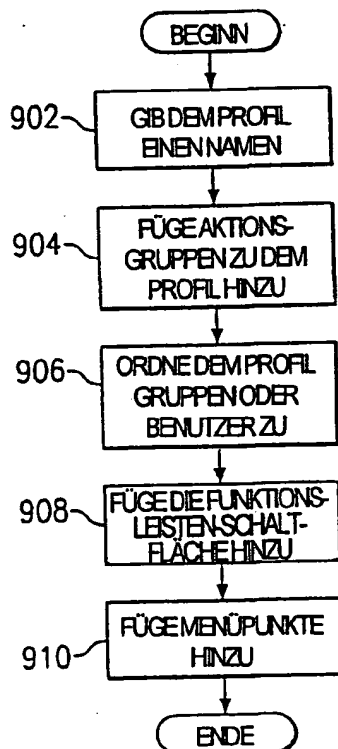 BEGINN
902
GIB DEM PROFIL
EINEN NAMEN
904
FÜGE AKTIONS-
GRUPPEN ZU DEM
PROFIL HINZU
906
ORDNE DEM PROFIL
GRUPPEN ODER
BENUTZER ZU
908
FÜGE DIE FUNKTIONS-
LEISTEN-SCHALT-
FLÄCHE HINZU
910
FÜGE MENÜPUNKTE
HINZU
ENDE